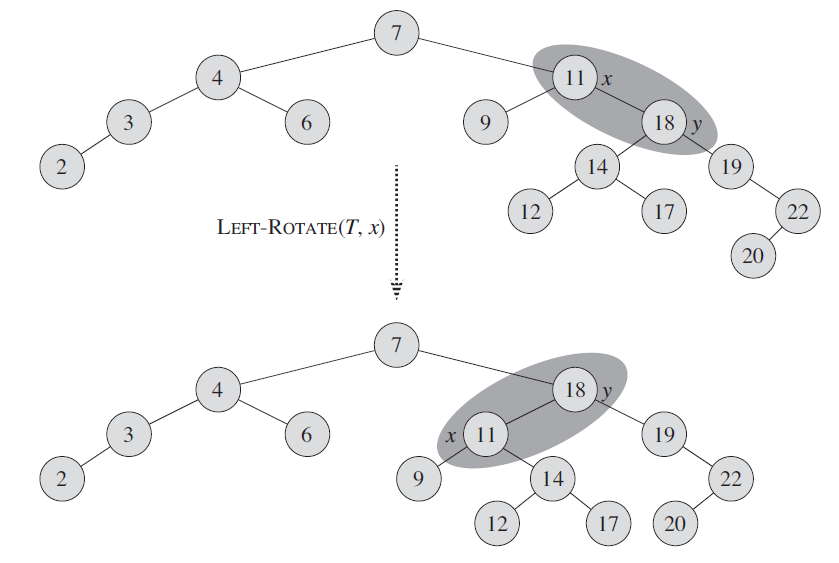 7
4 11 x
3 6 9 18 y
2 14 19
12 17 22
20
LEFT-ROTATE(T, x)
7
4 18 y
3 6 x 11 19
2 9 14 22
12 17 20